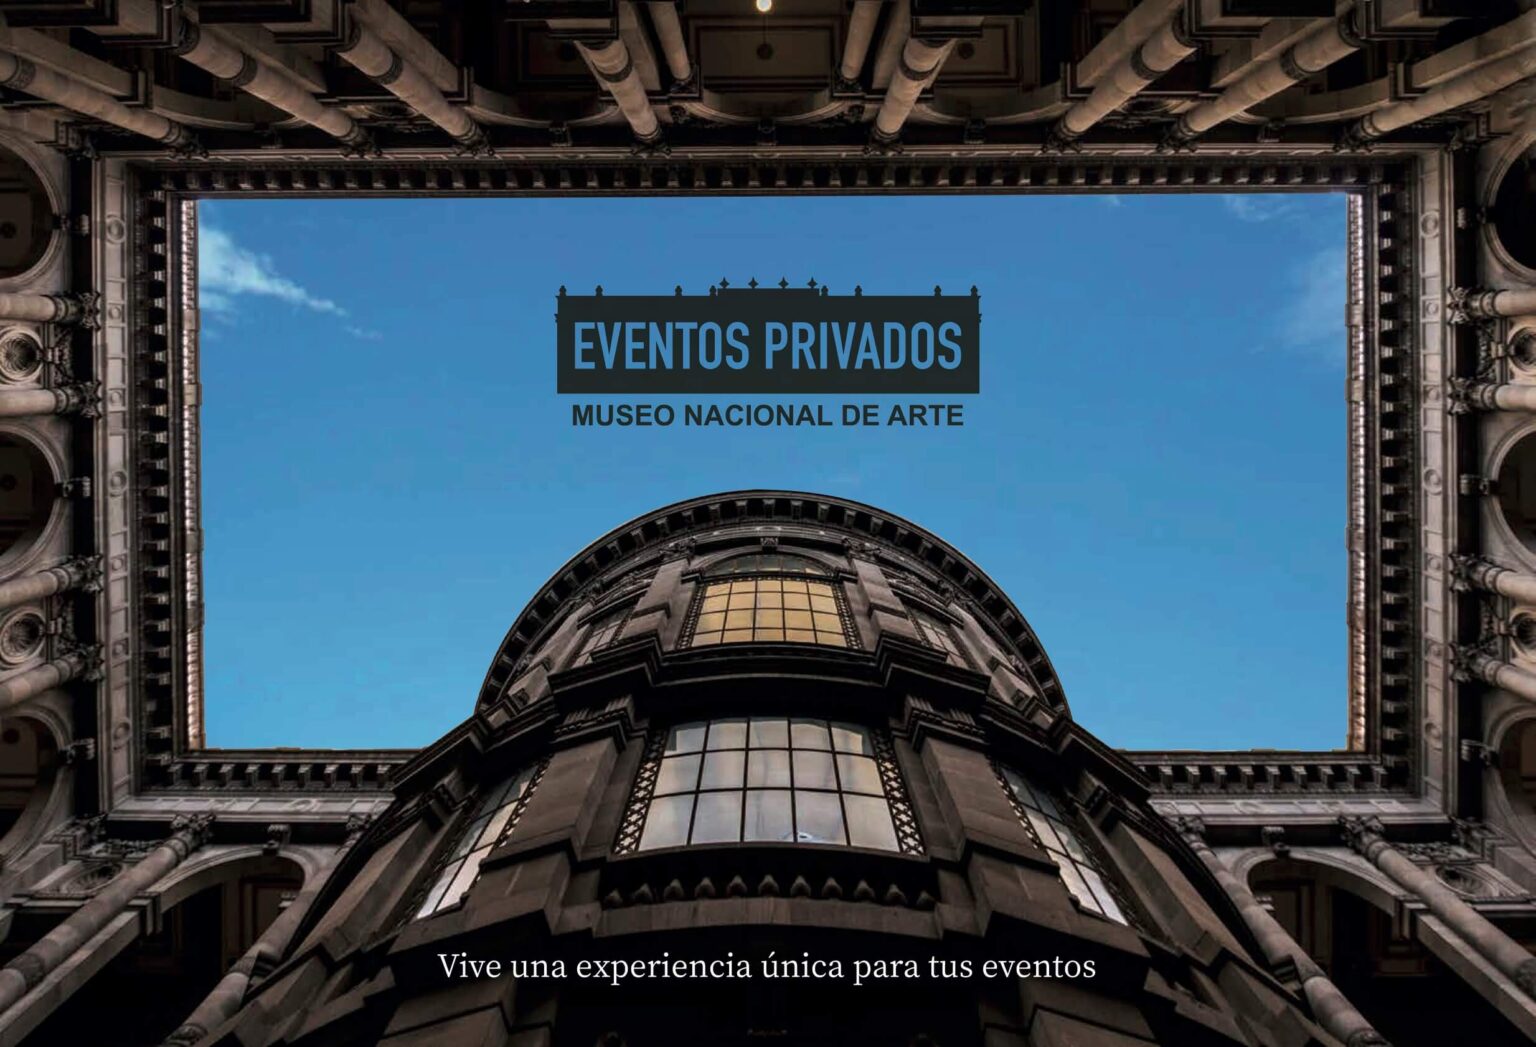 EVENTOS PRIVADOS
MUSEO NACIONAL DE ARTE
Vive una experiencia única para tus eventos